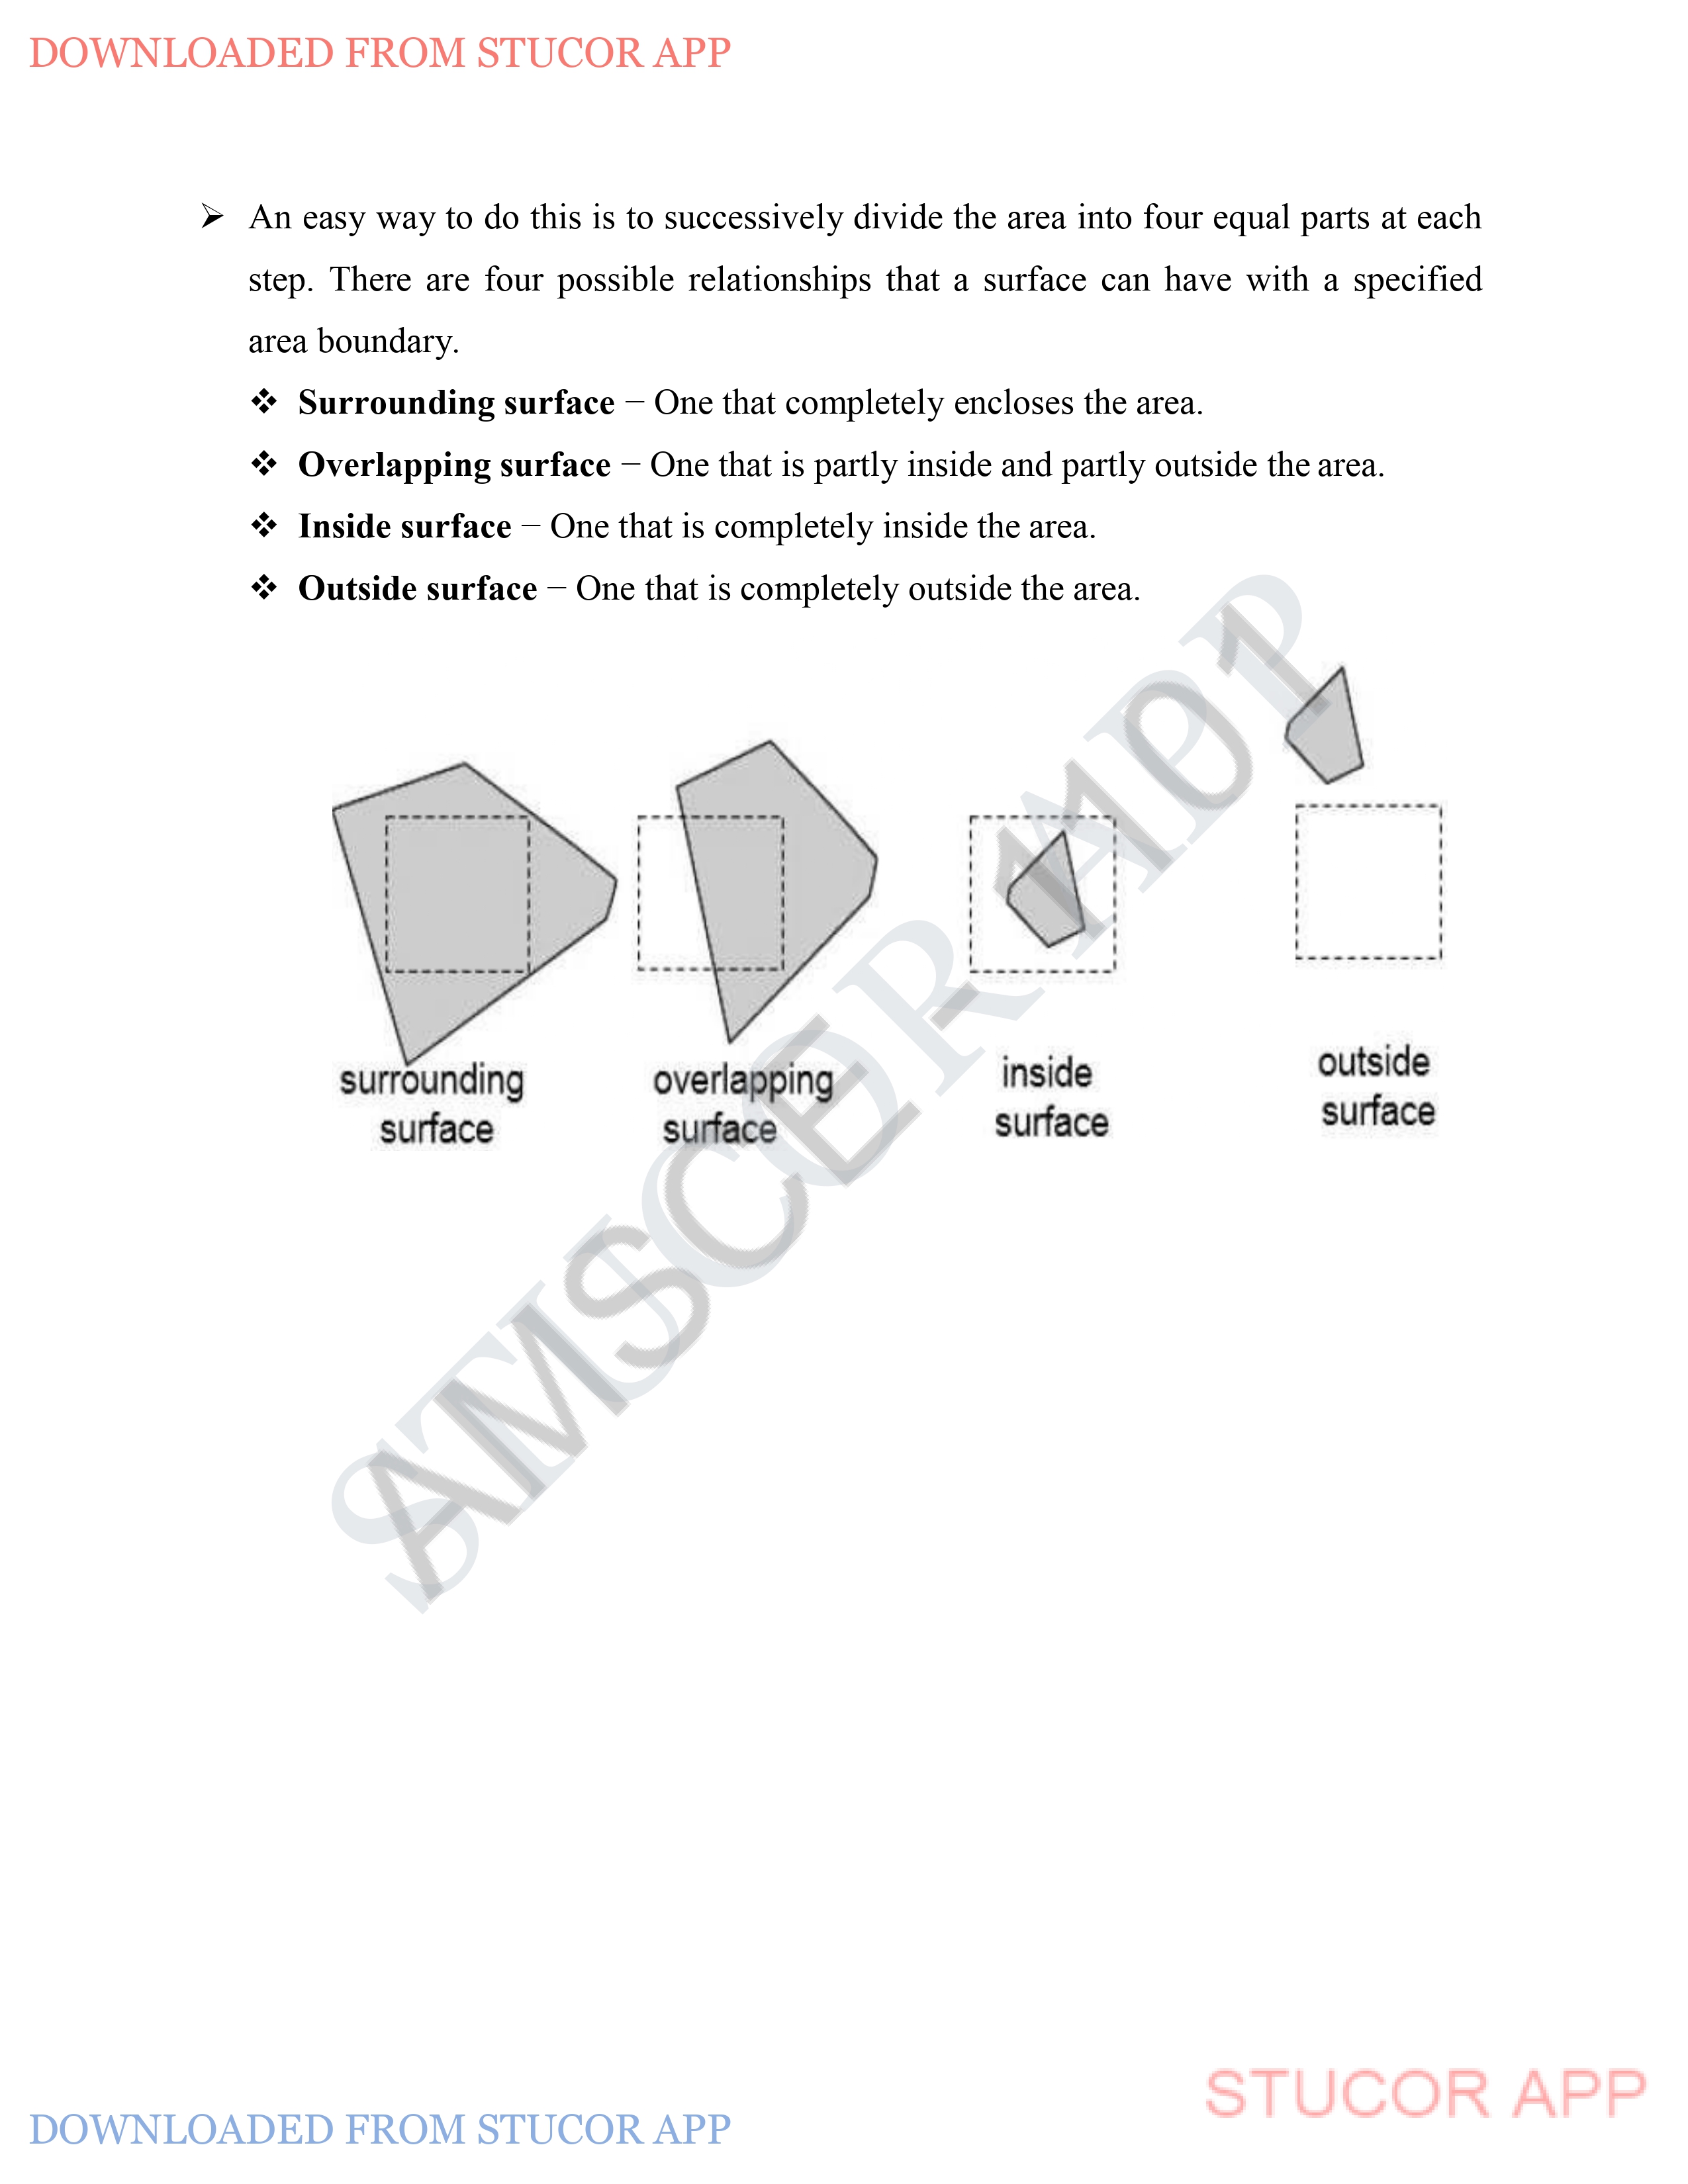 DOWNLOADED FROM STUCOR APP
➢ An easy way to do this is to successively divide the area into four equal parts at each
step. There are four possible relationships that a surface can have with a specified
area boundary.
❖ Surrounding surface − One that completely encloses the area.
❖ Overlapping surface − One that is partly inside and partly outside the area.
❖ Inside surface − One that is completely inside the area.
❖ Outside surface − One that is completely outside the area.
surrounding
surface
overlapping
surface
inside
surface
outside
surface
STUCOR APP
AMSCE-1101
STUCOR APP
DOWNLOADED FROM STUCOR APP